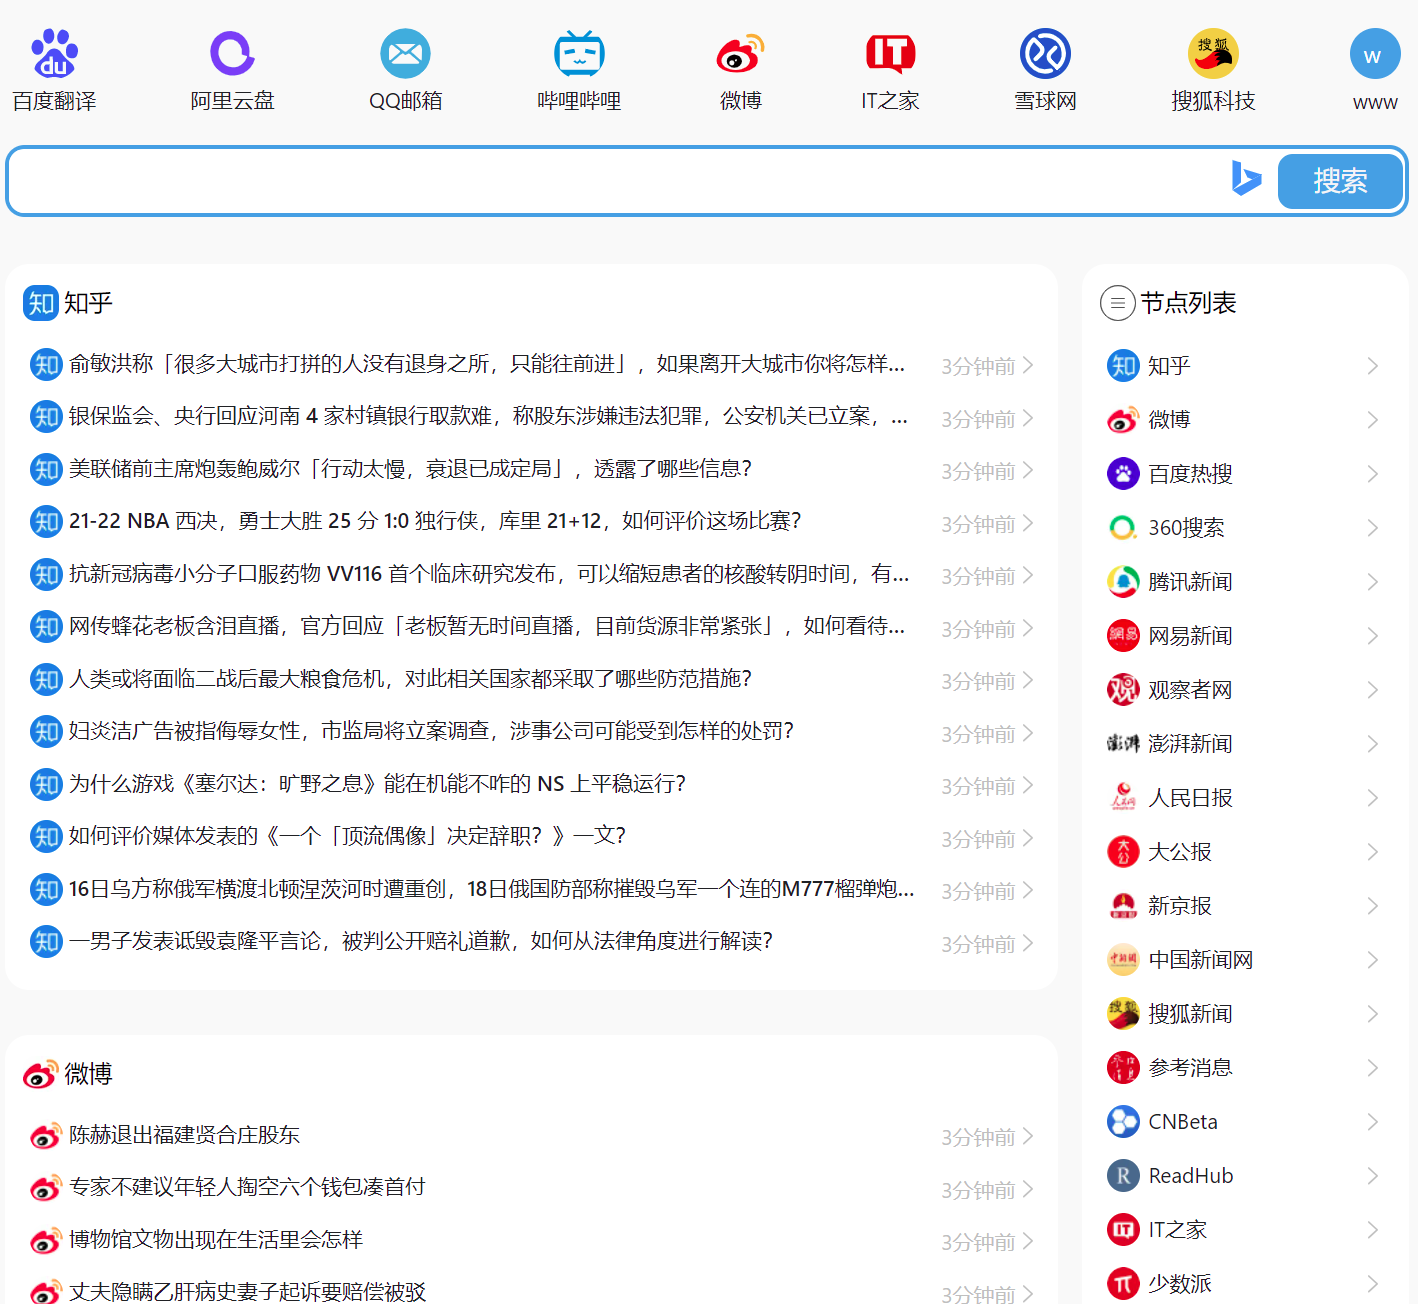 百度翻译
阿里云盘
QQ邮箱
哔哩哔哩
微博
IT之家
雪球网
搜狐科技
www
搜索
知乎
俞敏洪称「很多大城市打拼的人没有退身之所，只能往前进」，如果离开大城市你将怎样... 3分钟前
银保监会、央行回应河南 4 家村镇银行取款难，称股东涉嫌违法犯罪，公安机关已立案，... 3分钟前
美联储前主席炮轰鲍威尔「行动太慢，衰退已成定局」，透露了哪些信息？ 3分钟前
21-22 NBA 西决，勇士大胜 25 分 1:0 独行侠，库里 21+12，如何评价这场比赛？ 3分钟前
抗新冠病毒小分子口服药物 VV116 首个临床研究发布，可以缩短患者的核酸转阴时间，有... 3分钟前
网传蜂花老板含泪直播，官方回应「老板暂无时间直播，目前货源非常紧张」，如何看待... 3分钟前
人类或将面临二战后最大粮食危机，对此相关国家都采取了哪些防范措施？ 3分钟前
妇炎洁广告被指侮辱女性，市监局将立案调查，涉事公司可能受到怎样的处罚？ 3分钟前
为什么游戏《塞尔达：旷野之息》能在机能不咋的 NS 上平稳运行？ 3分钟前
如何评价媒体发表的《一个「顶流偶像」决定辞职？》一文？ 3分钟前
16日乌方称俄军横渡北顿涅茨河时遭重创，18日俄国防部称摧毁乌军一个连的M777榴弹炮... 3分钟前
一男子发表诋毁袁隆平言论，被判公开赔礼道歉，如何从法律角度进行解读？ 3分钟前
微博
陈赫退出福建贤合庄股东 3分钟前
专家不建议年轻人掏空六个钱包凑首付 3分钟前
博物馆文物出现在生活里会怎样 3分钟前
丈夫隐瞒乙肝病史妻子起诉要赔偿被驳 3分钟前
节点列表
知乎
微博
百度热搜
360搜索
腾讯新闻
网易新闻
观察者网
澎湃新闻
人民日报
大公报
新京报
中国新闻网
搜狐新闻
参考消息
CNBeta
ReadHub
IT之家
少数派